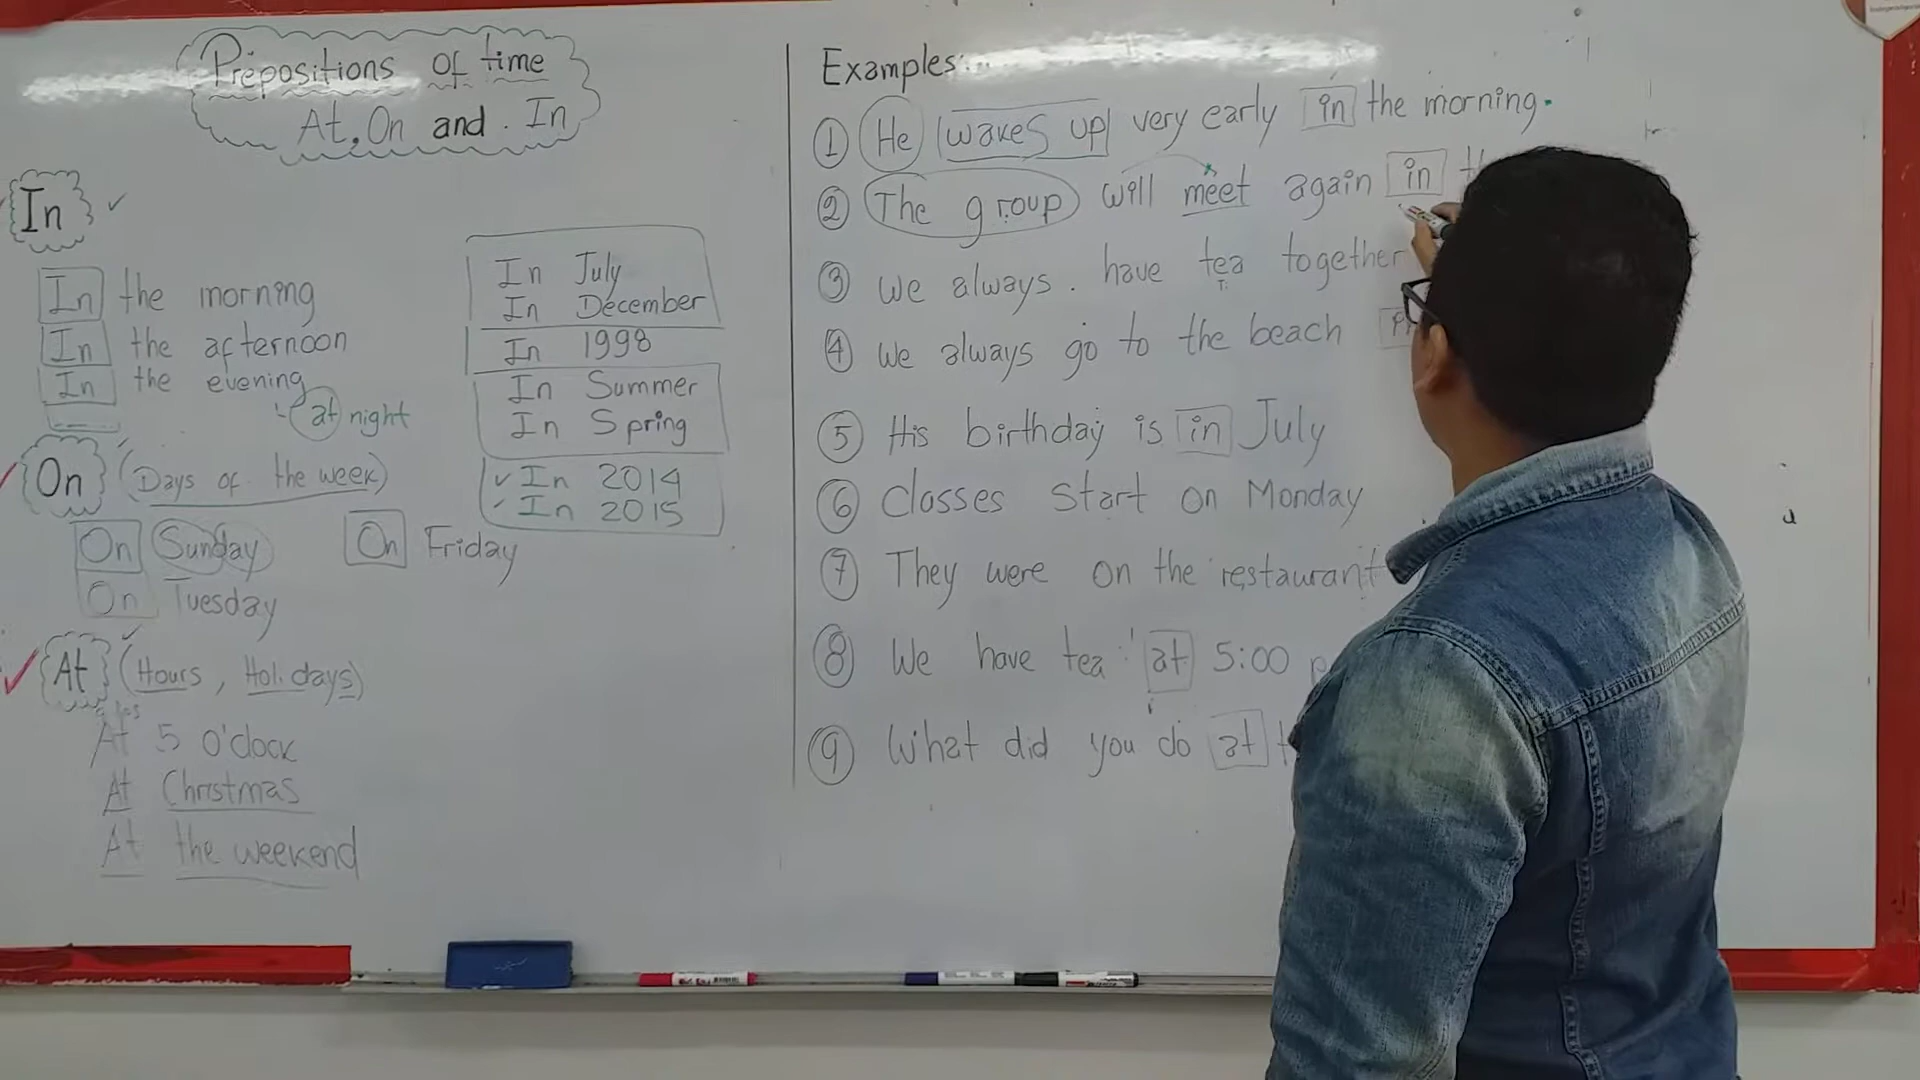 Prepositions of time
At, On and . In
In
In the morning
In the afternoon
In the evening
at night
In July
In December
In 1998
In Summer
In Spring
In 2014
In 2015
On (Days of the week)
On Sunday On Friday
On Tuesday
At (Hours, Holidays)
a las
At 5 o'clock
At Christmas
At the weekend
Examples:...
① He wakes up very early in the morning.
② The group will meet again in
③ we always . have tea together
④ we always go to the beach
⑤ His birthday is in July
⑥ Classes Start on Monday
⑦ They were on the restaurant
⑧ We have tea at 5:00
⑨ What did you do at